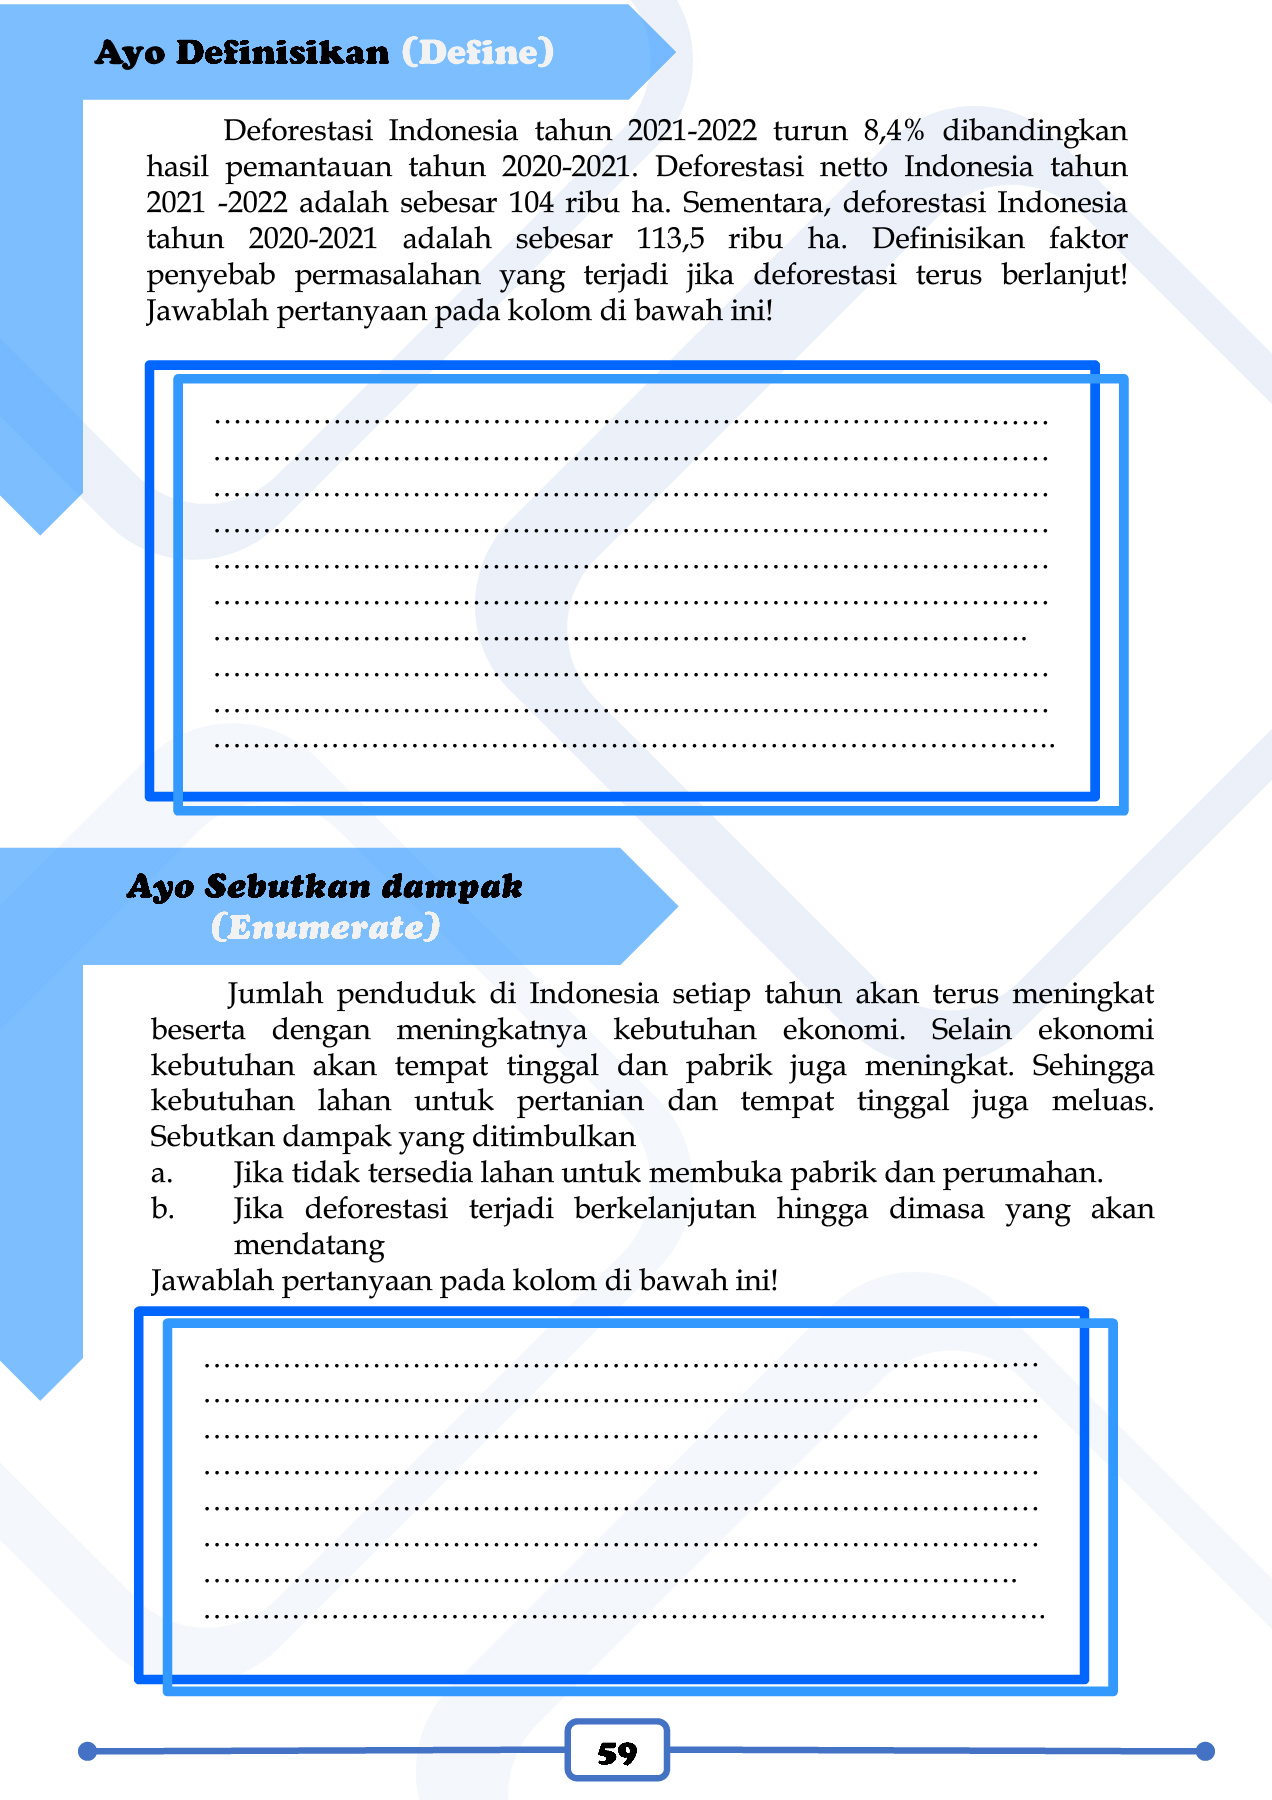 Ayo Definisikan (Define)
Deforestasi Indonesia tahun 2021-2022 turun 8,4% dibandingkan
hasil pemantauan tahun 2020-2021. Deforestasi netto Indonesia tahun
2021 -2022 adalah sebesar 104 ribu ha. Sementara, deforestasi Indonesia
tahun 2020-2021 adalah sebesar 113,5 ribu ha. Definisikan faktor
penyebab permasalahan yang terjadi jika deforestasi terus berlanjut!
Jawablah pertanyaan pada kolom di bawah ini!
Ayo Sebutkan dampak
(Enumerate)
Jumlah penduduk di Indonesia setiap tahun akan terus meningkat
beserta dengan meningkatnya kebutuhan ekonomi. Selain ekonomi
kebutuhan akan tempat tinggal dan pabrik juga meningkat. Sehingga
kebutuhan lahan untuk pertanian dan tempat tinggal juga meluas.
Sebutkan dampak yang ditimbulkan
a. Jika tidak tersedia lahan untuk membuka pabrik dan perumahan.
b. Jika deforestasi terjadi berkelanjutan hingga dimasa yang akan
mendatang
Jawablah pertanyaan pada kolom di bawah ini!
59